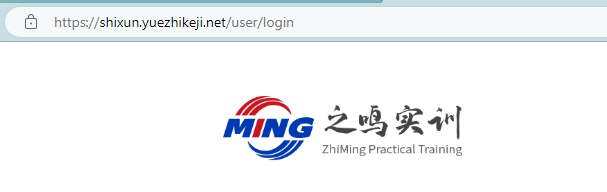 https://shixun.yuezhikeji.net/user/login
MING 之鸣实训
ZhiMing Practical Training